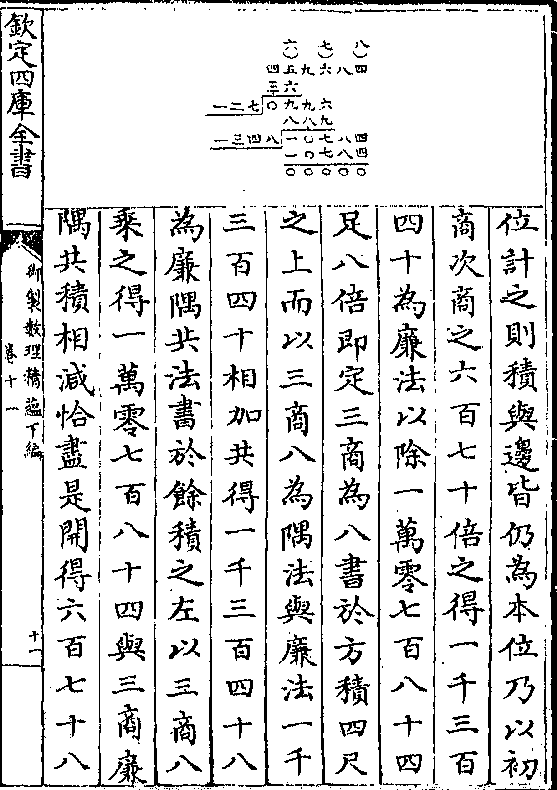 六 七 八
〇 〇 〇
四五九六八四
三六
一二七 〇九九六
八八九
一三四八 一〇七八四
一〇七八四
〇〇〇〇〇
位計之則積與邊皆仍為本位乃以初
商次商之六百七十倍之得一千三百
四十為廉法以除一萬零七百八十四
足八倍即定三商為八書於方積四尺
之上而以三商八為隅法與廉法一千
三百四十相加共得一千三百四十八
為廉隅共法書於餘積之左以三商八
乘之得一萬零七百八十四與三商廉
隅共積相減恰盡是開得六百七十八
欽定四庫全書
御製數理精蘊下編
卷十一
十一